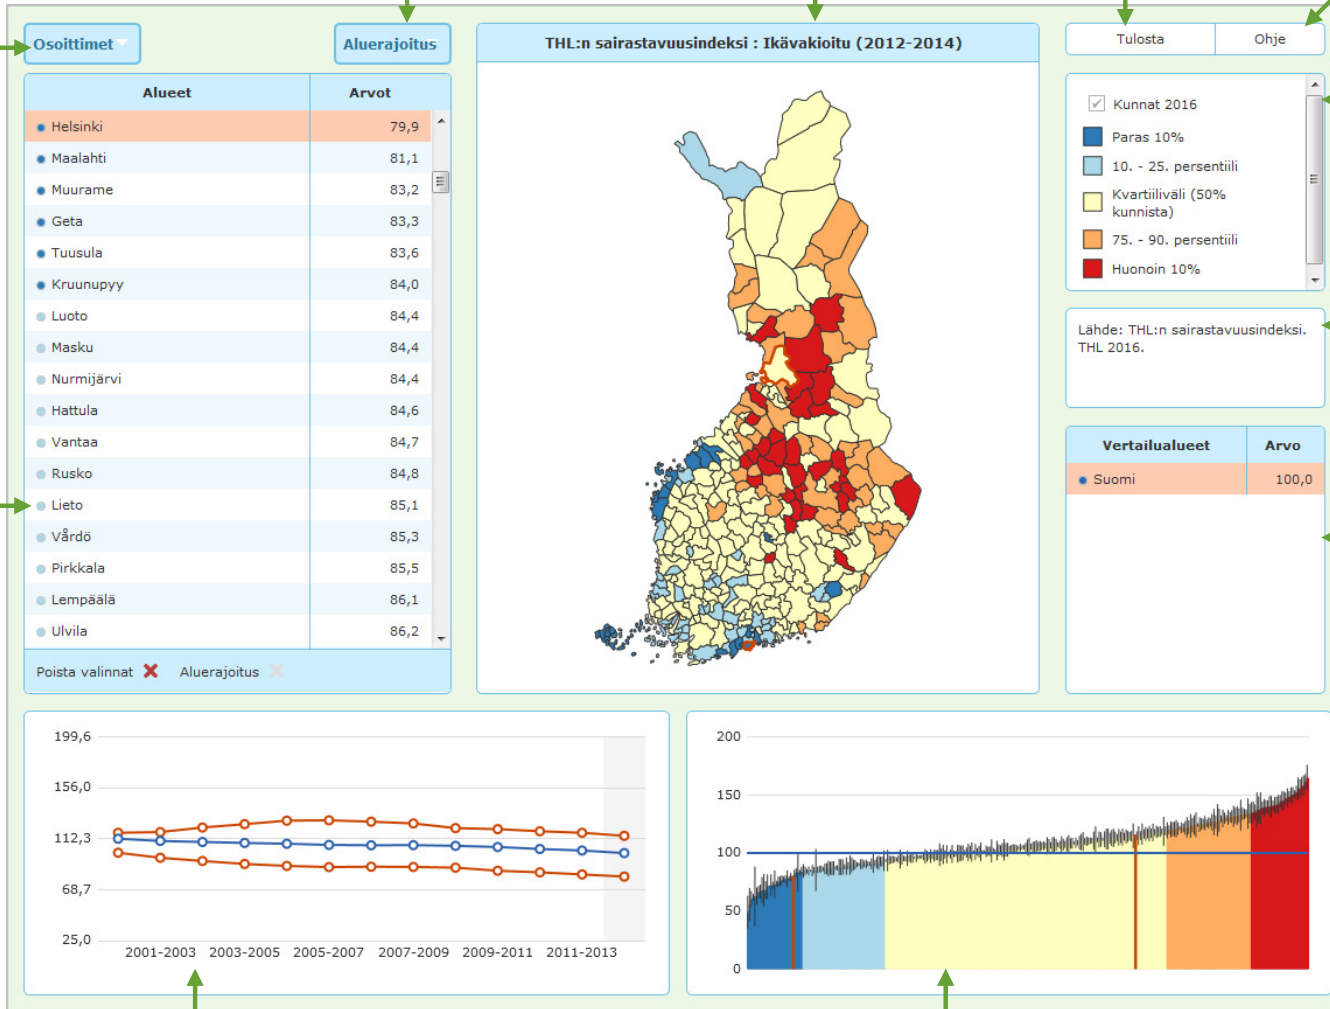 Osoittimet
Aluerajoitus
Alueet Arvot
Helsinki 79,9
Maalahti 81,1
Muurame 83,2
Geta 83,3
Tuusula 83,6
Kruunupyy 84,0
Luoto 84,4
Masku 84,4
Nurmijärvi 84,4
Hattula 84,6
Vantaa 84,7
Rusko 84,8
Lieto 85,1
Vårdö 85,3
Pirkkala 85,5
Lempäälä 86,1
Ulvila 86,2
Poista valinnat Aluerajoitus
THL:n sairastavuusindeksi : Ikävakioitu (2012-2014)
Tulosta Ohje
Kunnat 2016
Paras 10%
10. - 25. persentiili
Kvartiiliväli (50%
kunnista)
75. - 90. persentiili
Huonoin 10%
Lähde: THL:n sairastavuusindeksi.
THL 2016.
Vertailualueet Arvo
Suomi 100,0
199,6
156,0
112,3
68,7
25,0
2001-2003 2003-2005 2005-2007 2007-2009 2009-2011 2011-2013
200
150
100
50
0